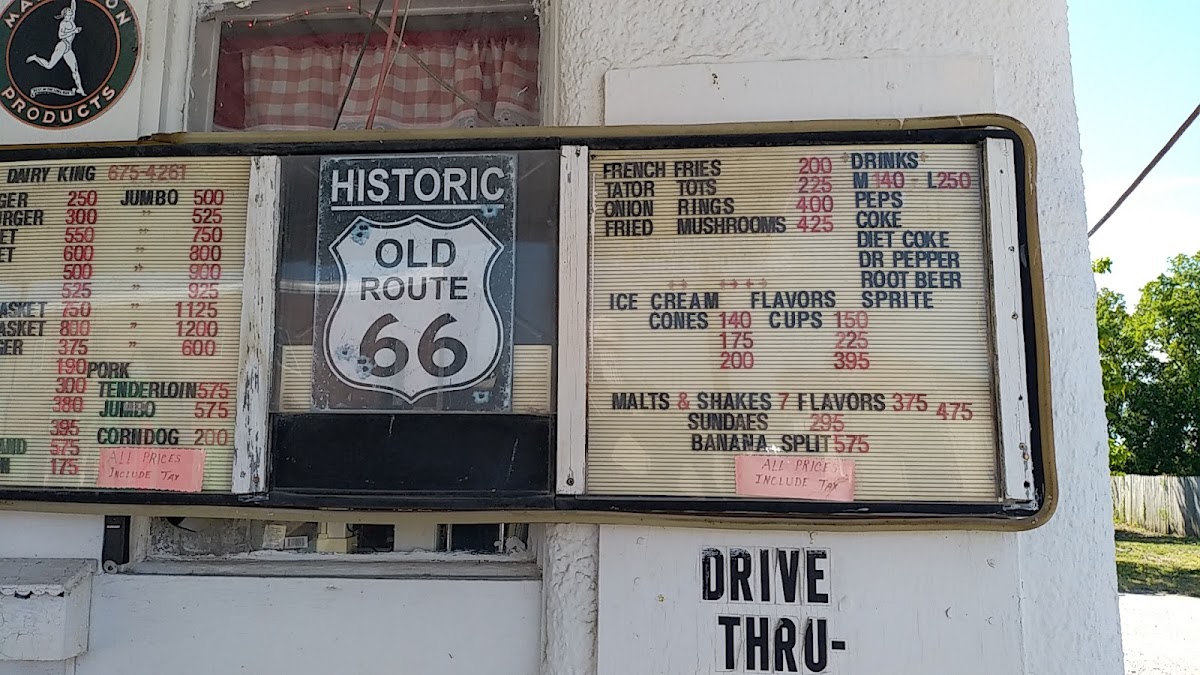 PRODUCTS
DAIRY KING 675-4261
GER 250 JUMBO 500
URGER 300 " 525
ET 550 " 750
ET 600 " 800
500 " 900
525 " 925
ASKET 750 " 1125
ASKET 800 " 1200
GER 375 " 600
190 PORK
300 TENDERLOIN 575
380 JUMBO 575
395
CORNDOG 200
AND 575
175
ALL PRICES
INCLUDE TAX
HISTORIC
OLD
ROUTE
66
FRENCH FRIES 200
TATOR TOTS 225
ONION RINGS 400
FRIED MUSHROOMS 425
DRINKS
M 140 L 250
PEPS
COKE
DIET COKE
DR PEPPER
ROOT BEER
SPRITE
ICE CREAM FLAVORS
CONES 140 CUPS 150
175 225
200 395
MALTS & SHAKES 7 FLAVORS 375 475
SUNDAES 295
BANANA SPLIT 575
ALL PRICES
INCLUDE TAX
DRIVE
THRU-